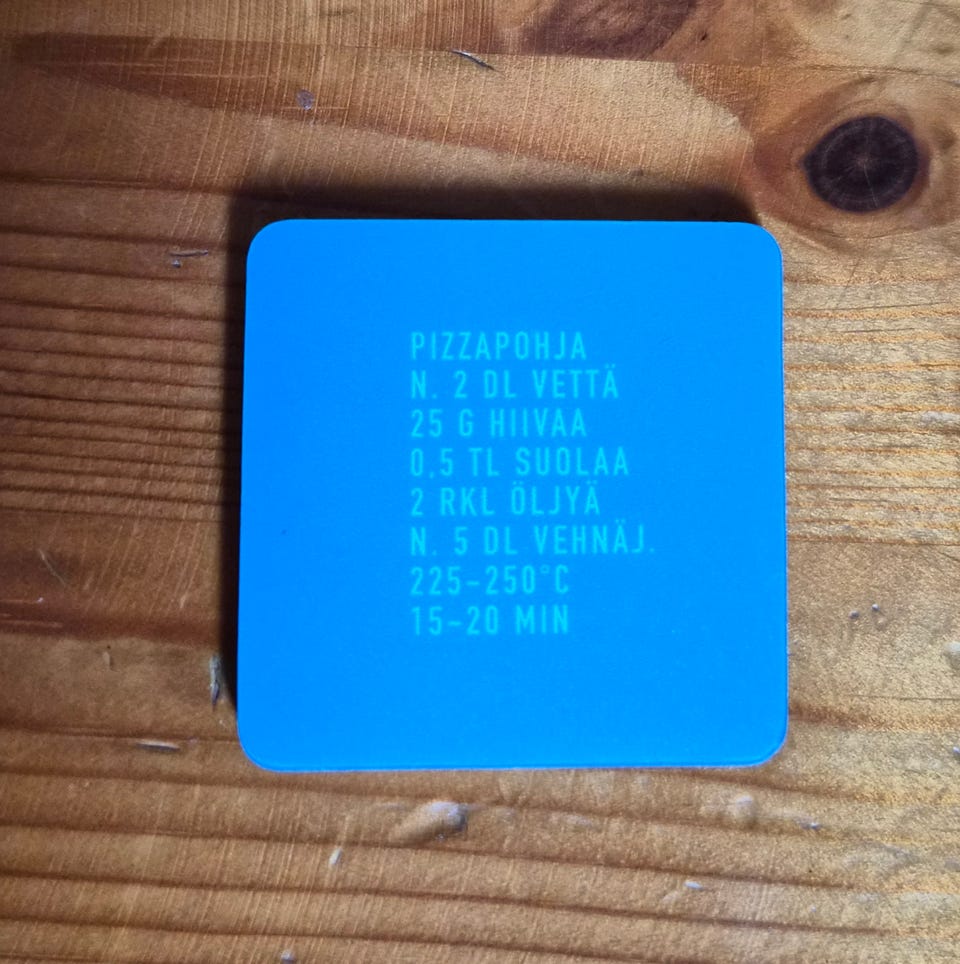 PIZZAPOHJA
N. 2 DL VETTÄ
25 G HIIVAA
0,5 TL SUOLAA
2 RKL ÖLJYÄ
N. 5 DL VEHNÄJ.
225-250°C
15-20 MIN